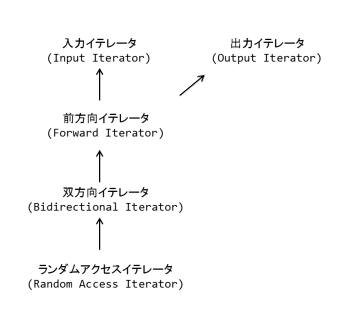 入力イテレータ
(Input Iterator)
出力イテレータ
(Output Iterator)
前方向イテレータ
(Forward Iterator)
双方向イテレータ
(Bidirectional Iterator)
ランダムアクセスイテレータ
(Random Access Iterator)